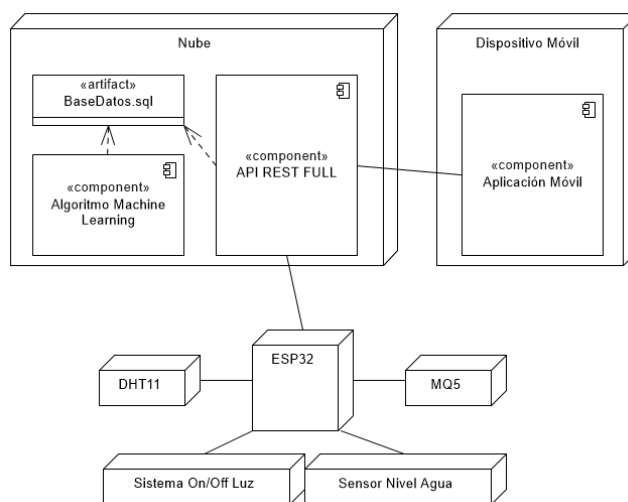 Nube
«artifact»
BaseDatos.sql
«component»
Algoritmo Machine
Learning
«component»
API REST FULL
Dispositivo Móvil
«component»
Aplicación Móvil
ESP32
DHT11
MQ5
Sistema On/Off Luz
Sensor Nivel Agua